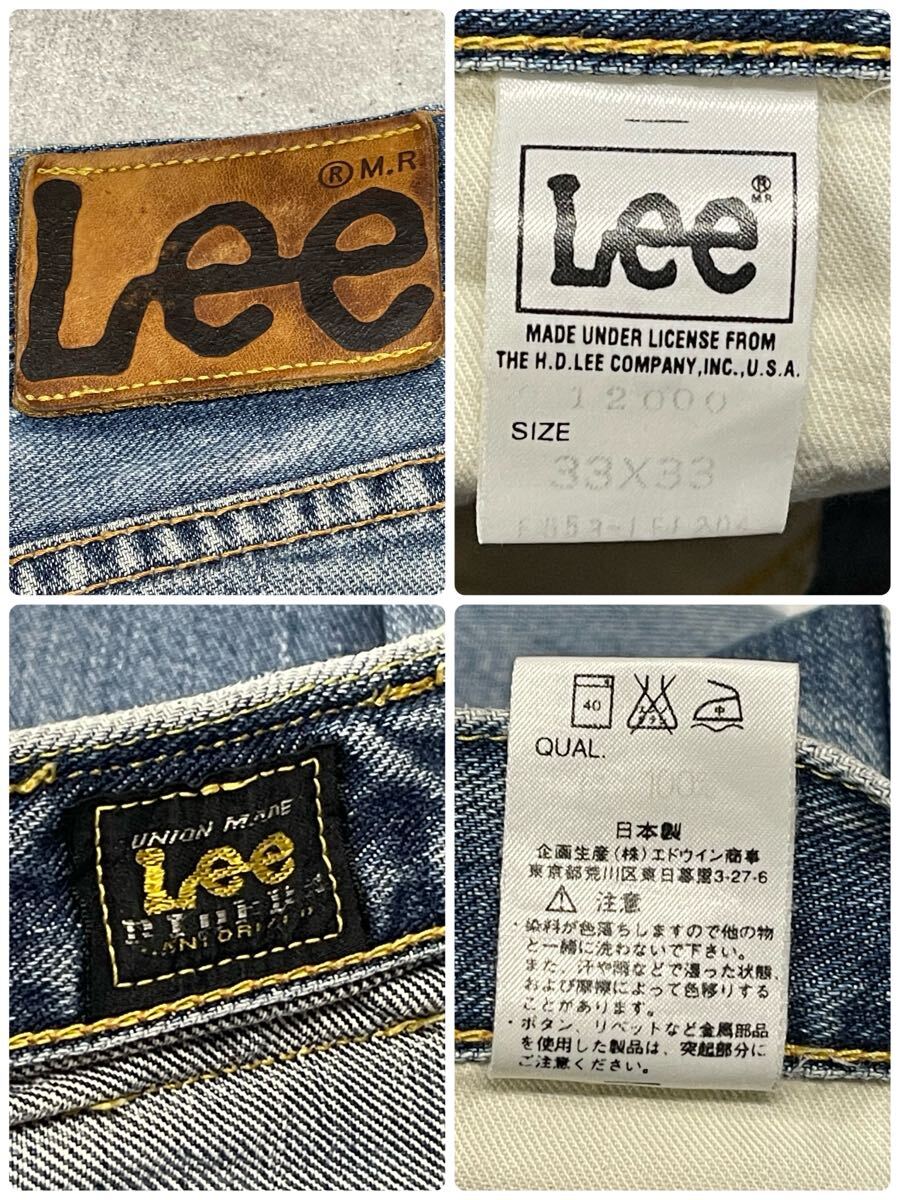 ® M.R
Lee
Lee
®
M.R
MADE UNDER LICENSE FROM
THE H.D.LEE COMPANY,INC.,U.S.A.
12000
SIZE
33X33
UNION MADE
Lee
RIDERS
SANFORIZED
40
中
QUAL.
100%
日本製
企画生産(株)エドウイン商事
東京都荒川区東日暮里3-27-6
注意
・染料が色落ちしますので他の物
と一緒に洗わないで下さい。
また、汗や雨などで湿った状態、
および摩擦によって色移りする
ことがあります。
・ボタン、リベットなど金属部品
を使用した製品は、突起部分に
ご注意ください。